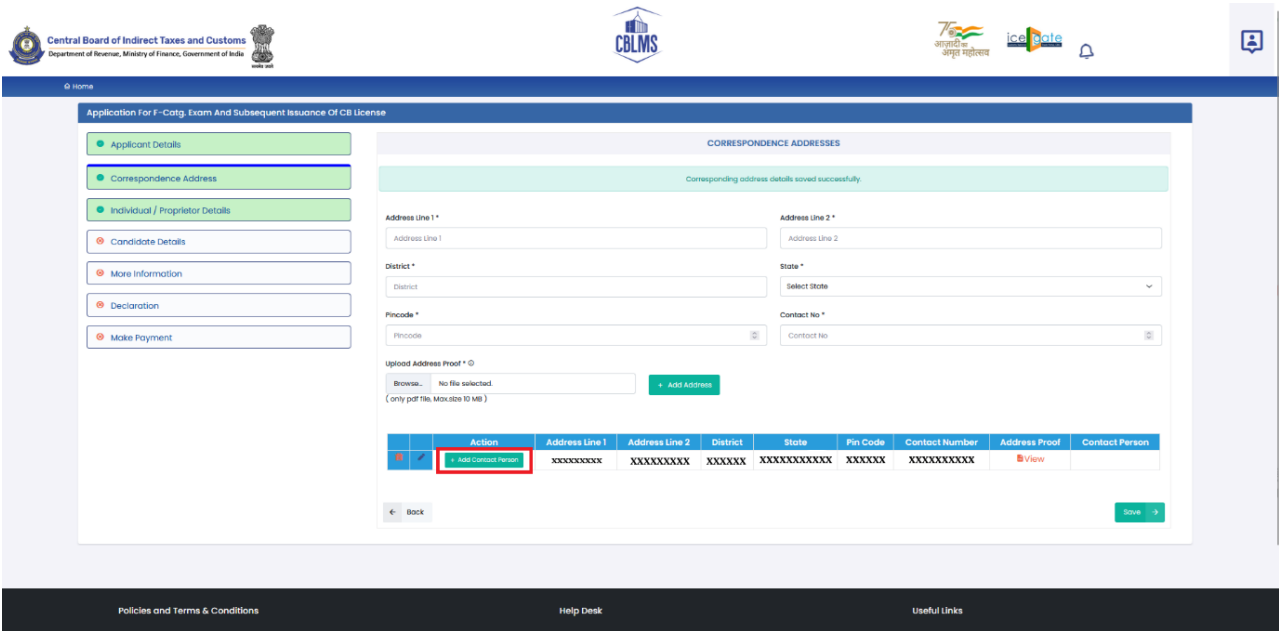 Central Board of Indirect Taxes and Customs
Department of Revenue, Ministry of Finance, Government of India
CBLMS
75
आज़ादी का
अमृत महोत्सव
icegate
Home
Application For F-Catg. Exam And Subsequent Issuance Of CB License
Applicant Details
Correspondence Address
Individual / Proprietor Details
Candidate Details
More Information
Declaration
Make Payment
CORRESPONDENCE ADDRESSES
Corresponding address details saved successfully.
Address Line 1 * Address Line 2 *
Address Line 1 Address Line 2
District * State *
District Select State
Pincode * Contact No *
Pincode Contact No
Upload Address Proof *
Browse... No file selected. + Add Address
( only pdf file, Max.size 10 MB )
Action Address Line 1 Address Line 2 District State Pin Code Contact Number Address Proof Contact Person
+ Add Contact Person XXXXXXXXX XXXXXXXXX XXXXXX XXXXXXXXXXX XXXXXX XXXXXXXXXX View
← Back Save →
Policies and Terms & Conditions Help Desk Useful Links